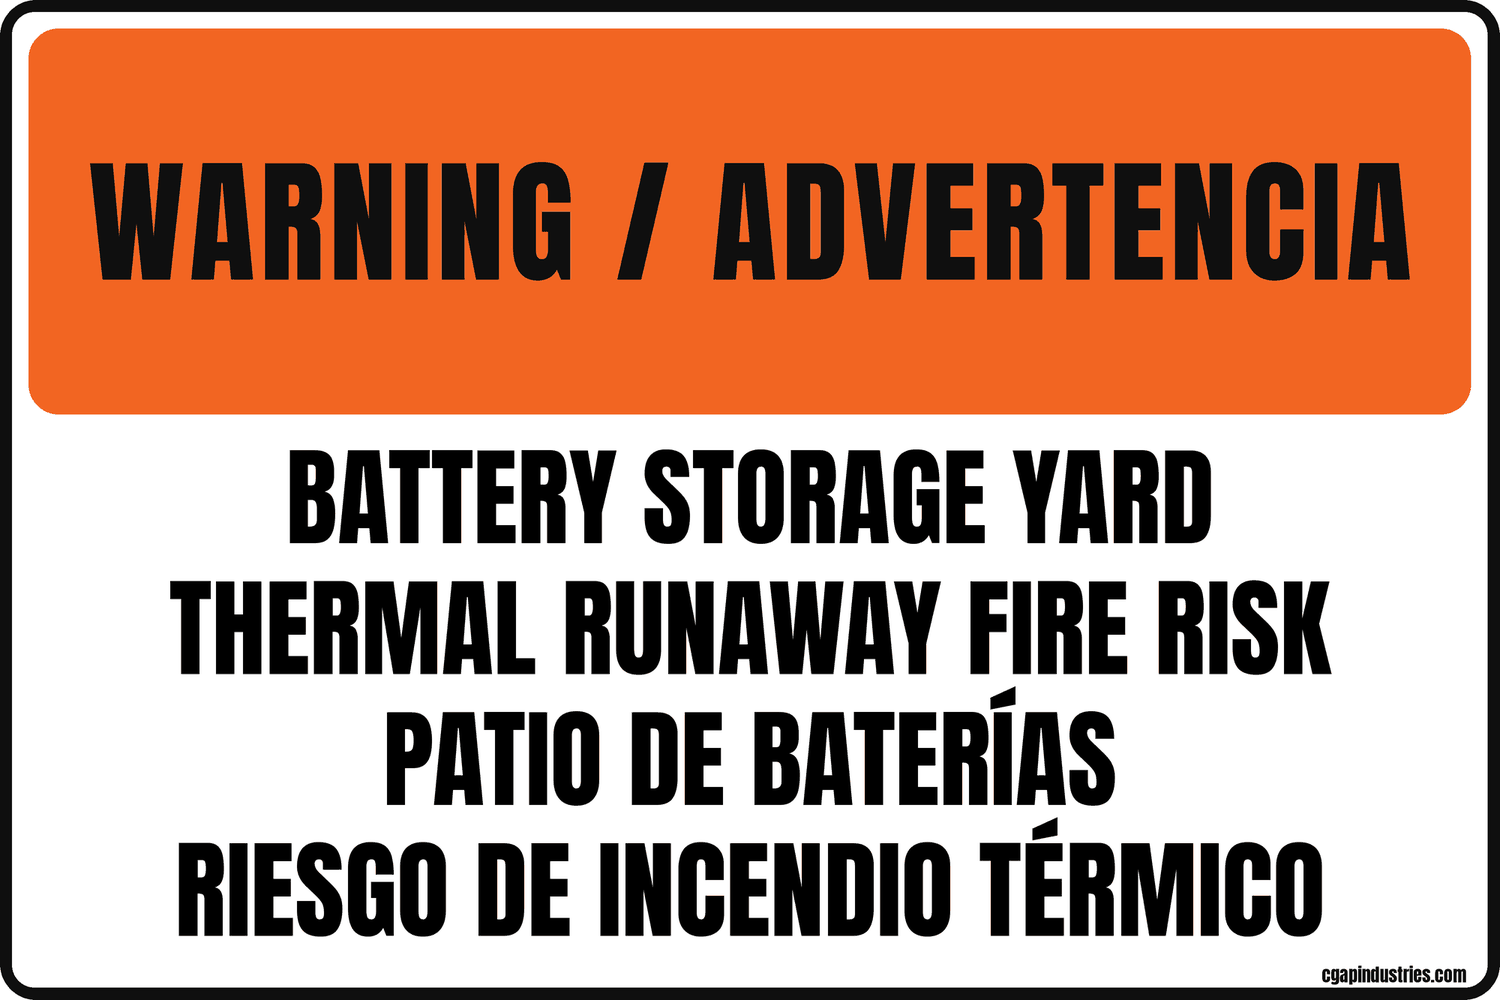 WARNING / ADVERTENCIA
BATTERY STORAGE YARD
THERMAL RUNAWAY FIRE RISK
PATIO DE BATERÍAS
RIESGO DE INCENDIO TÉRMICO
cgapindustries.com